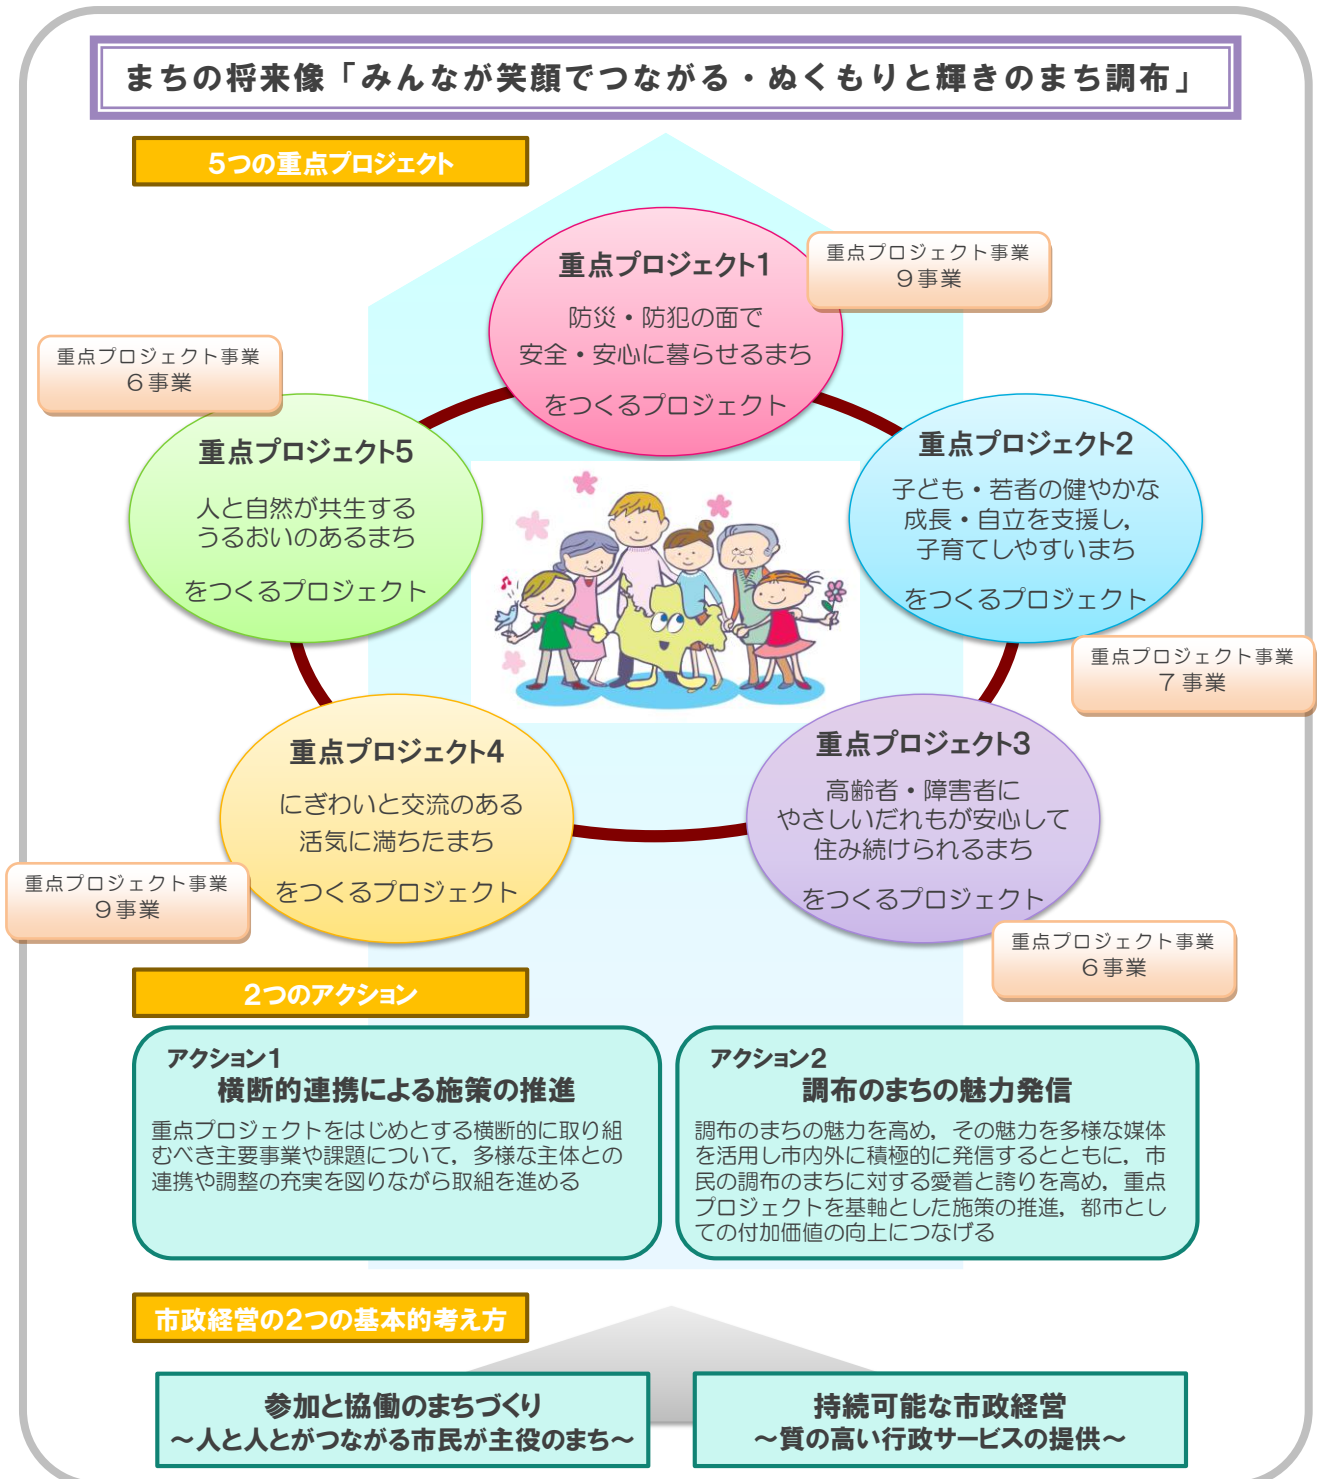 まちの将来像「みんなが笑顔でつながる・ぬくもりと輝きのまち調布」
5つの重点プロジェクト
重点プロジェクト1
防災・防犯の面で
安全・安心に暮らせるまち
をつくるプロジェクト
重点プロジェクト事業
9事業
重点プロジェクト事業
6事業
重点プロジェクト5
人と自然が共生する
うるおいのあるまち
をつくるプロジェクト
重点プロジェクト2
子ども・若者の健やかな
成長・自立を支援し，
子育てしやすいまち
をつくるプロジェクト
重点プロジェクト事業
7事業
重点プロジェクト4
にぎわいと交流のある
活気に満ちたまち
をつくるプロジェクト
重点プロジェクト事業
9事業
重点プロジェクト3
高齢者・障害者に
やさしいだれもが安心して
住み続けられるまち
をつくるプロジェクト
重点プロジェクト事業
6事業
2つのアクション
アクション1
横断的連携による施策の推進
重点プロジェクトをはじめとする横断的に取り組
むべき主要事業や課題について，多様な主体との
連携や調整の充実を図りながら取組を進める
アクション2
調布のまちの魅力発信
調布のまちの魅力を高め，その魅力を多様な媒体
を活用し市内外に積極的に発信するとともに，市
民の調布のまちに対する愛着と誇りを高め，重点
プロジェクトを基軸とした施策の推進，都市とし
ての付加価値の向上につなげる
市政経営の2つの基本的考え方
参加と協働のまちづくり
～人と人とがつながる市民が主役のまち～
持続可能な市政経営
～質の高い行政サービスの提供～